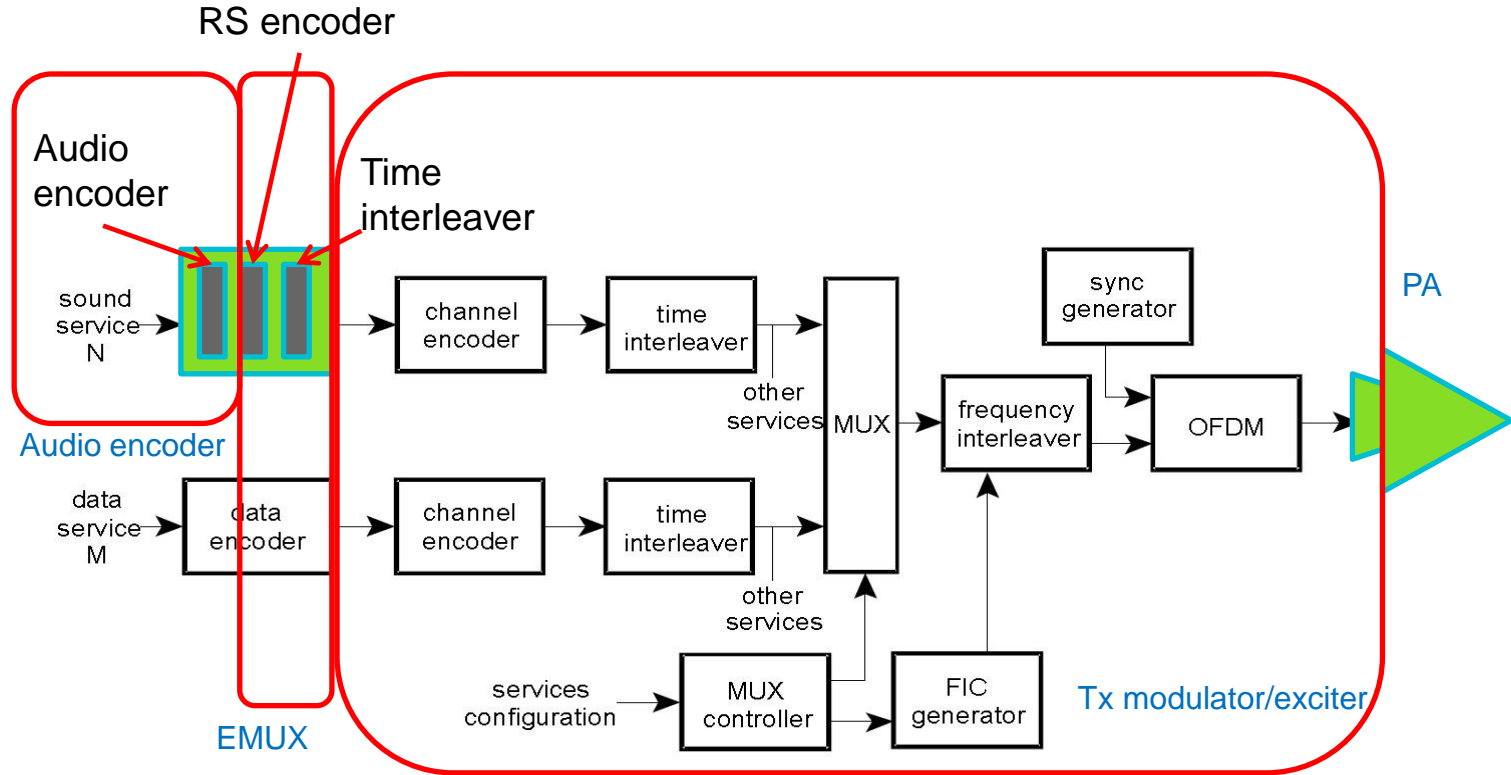 RS encoder
Audio
encoder
Time
interleaver
sound
service
N
channel
encoder
time
interleaver
other
services
MUX
sync
generator
frequency
interleaver
OFDM
PA
Audio encoder
data
service
M
data
encoder
channel
encoder
time
interleaver
other
services
services
configuration
MUX
controller
FIC
generator
Tx modulator/exciter
EMUX